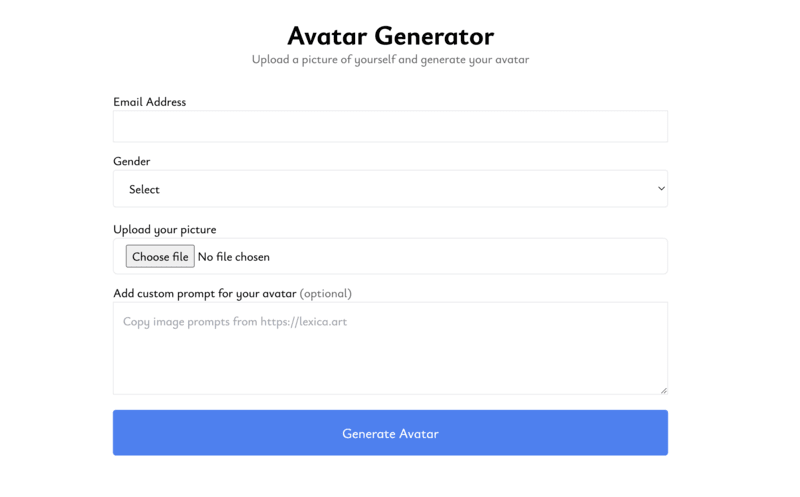 Avatar Generator
Upload a picture of yourself and generate your avatar
Email Address
Gender
Select
Upload your picture
Choose file No file chosen
Add custom prompt for your avatar (optional)
Copy image prompts from https://lexica.art
Generate Avatar